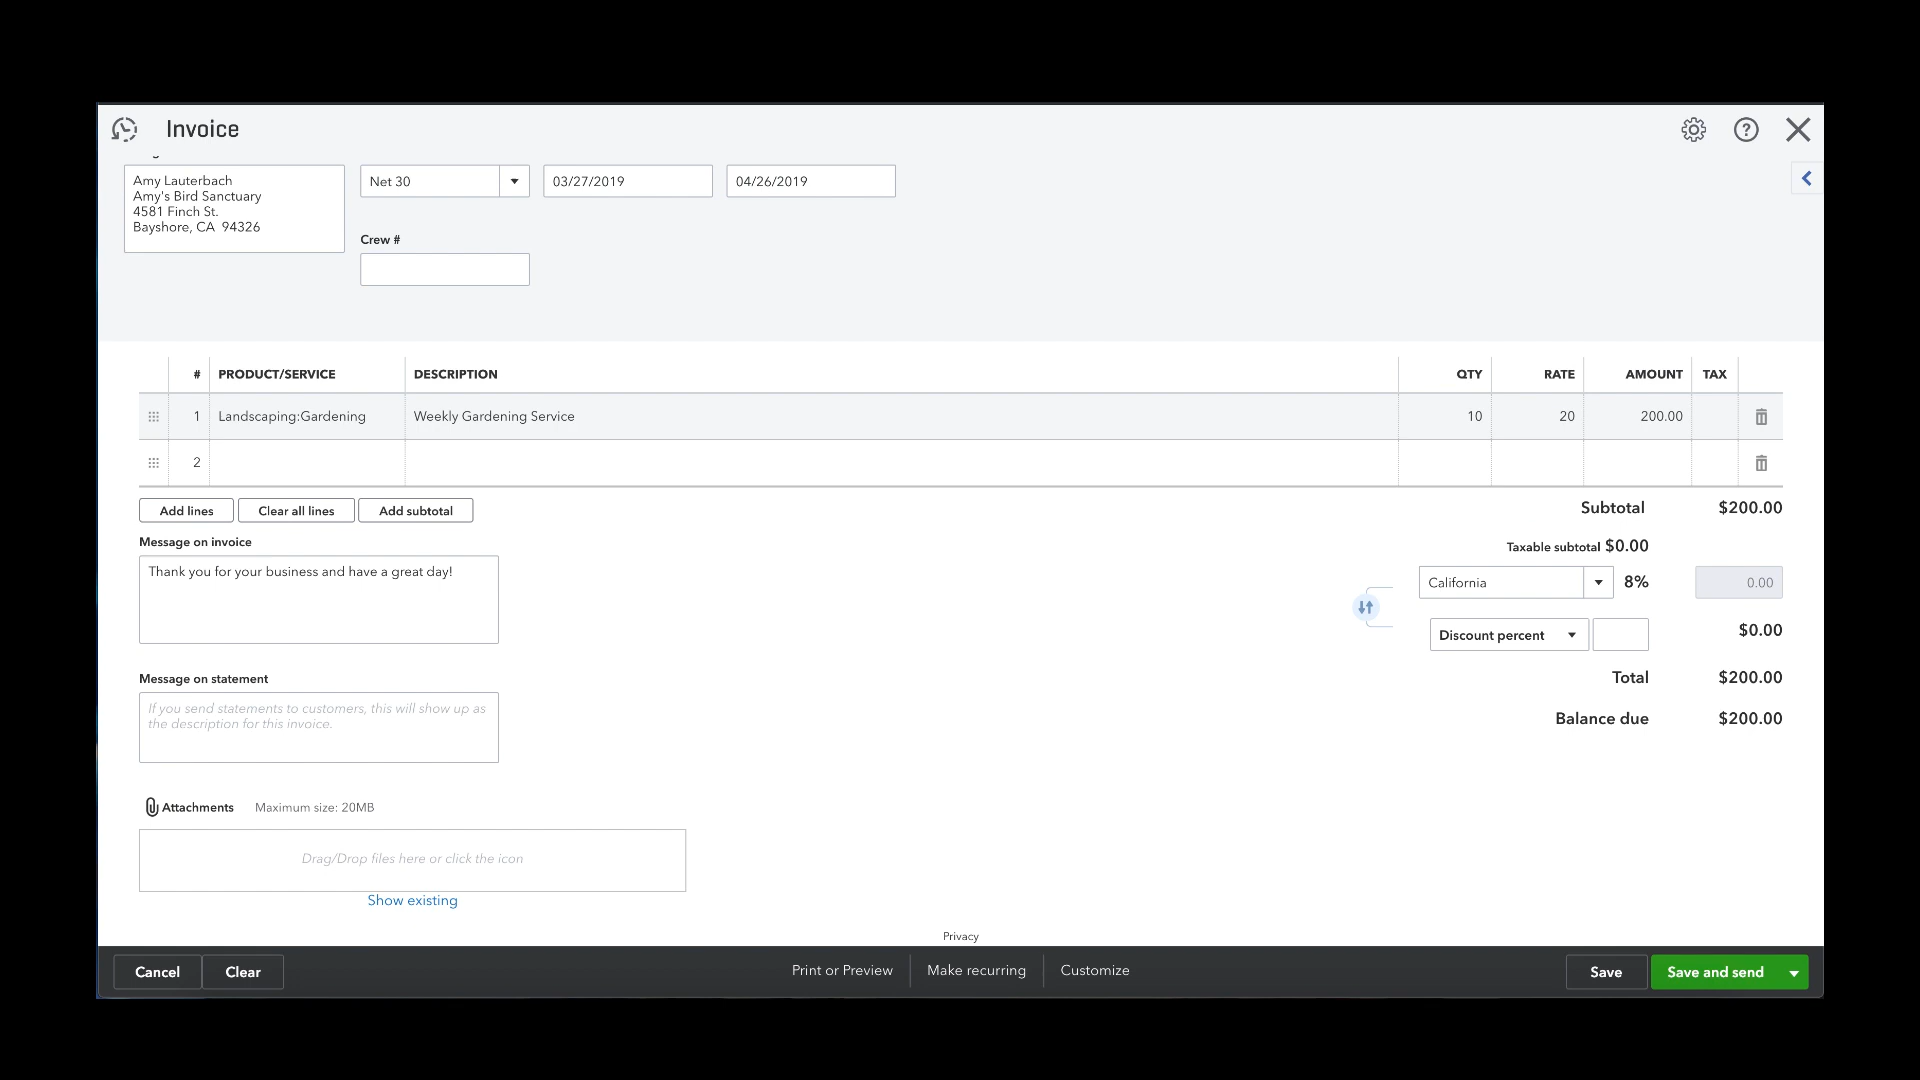 Invoice
Amy Lauterbach
Amy's Bird Sanctuary
4581 Finch St.
Bayshore, CA 94326
Net 30
03/27/2019
04/26/2019
Crew #
# PRODUCT/SERVICE DESCRIPTION QTY RATE AMOUNT TAX
1 Landscaping:Gardening Weekly Gardening Service 10 20 200.00
2
Add lines Clear all lines Add subtotal
Subtotal $200.00
Message on invoice
Thank you for your business and have a great day!
Taxable subtotal $0.00
California 8% 0.00
Discount percent $0.00
Total $200.00
Balance due $200.00
Message on statement
If you send statements to customers, this will show up as
the description for this invoice.
Attachments Maximum size: 20MB
Drag/Drop files here or click the icon
Show existing
Privacy
Cancel Clear Print or Preview Make recurring Customize Save Save and send